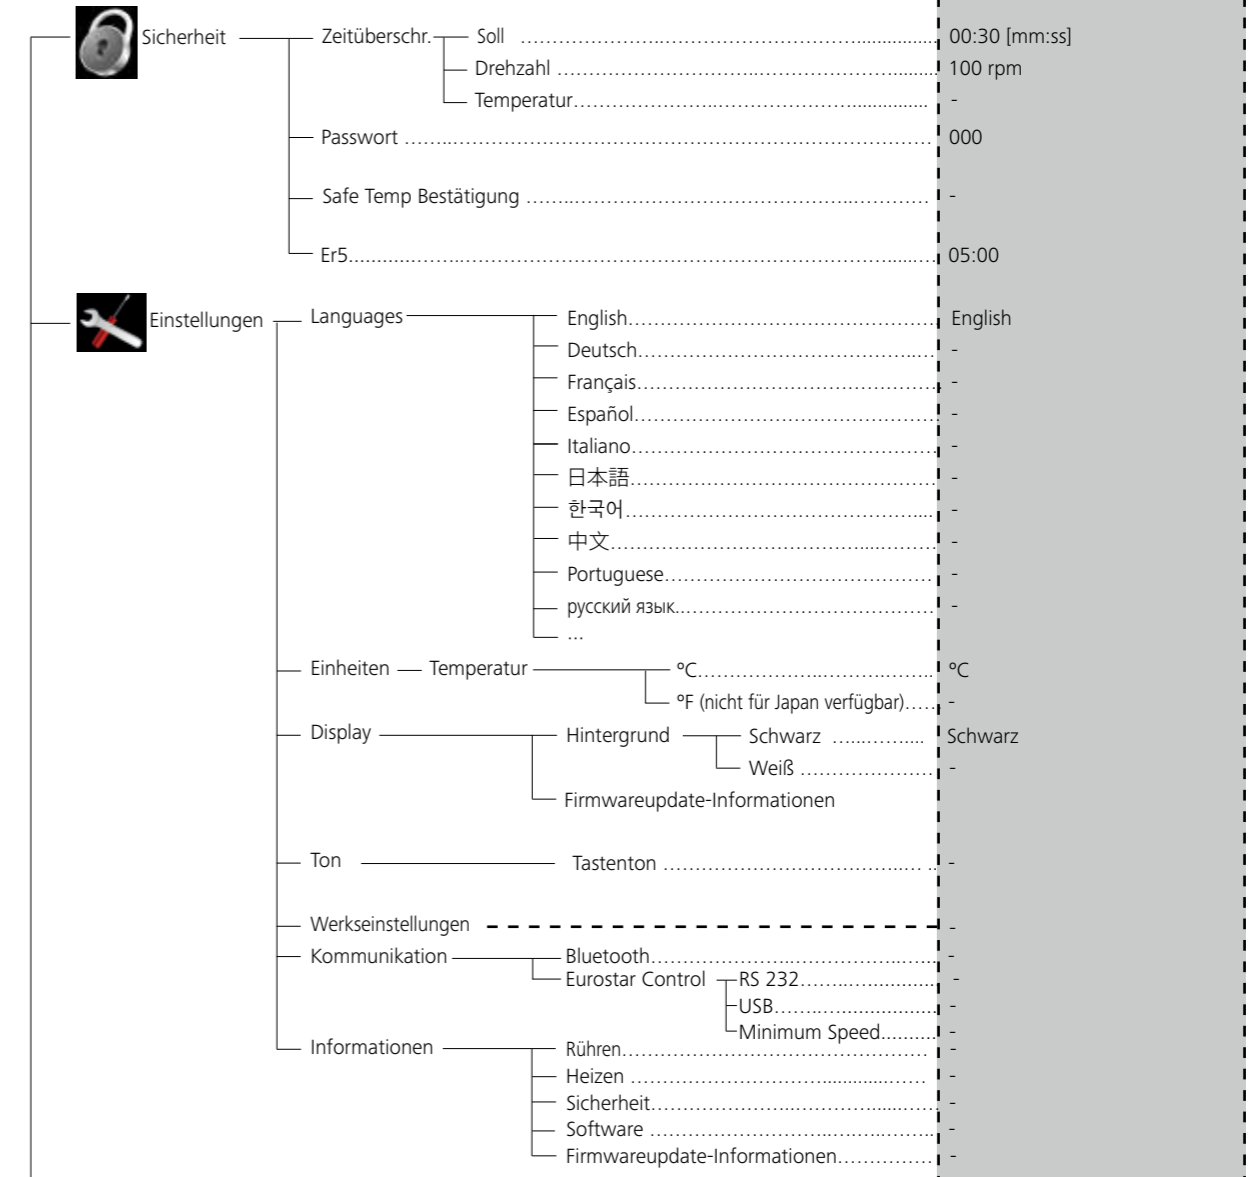 Sicherheit Zeitüberschr. Soll 00:30 [mm:ss]
Drehzahl 100 rpm
Temperatur -
Passwort 000
Safe Temp Bestätigung -
Er5 05:00
Einstellungen Languages English English
Deutsch -
Français -
Español -
Italiano -
日本語 -
한국어 -
中文 -
Portuguese -
русский язык -
...
Einheiten Temperatur °C °C
°F (nicht für Japan verfügbar) -
Display Hintergrund Schwarz Schwarz
Weiß -
Firmwareupdate-Informationen
Ton Tastenton -
Werkseinstellungen -
Kommunikation Bluetooth -
Eurostar Control RS 232 -
USB -
Minimum Speed -
Informationen Rühren -
Heizen -
Sicherheit -
Software -
Firmwareupdate-Informationen -